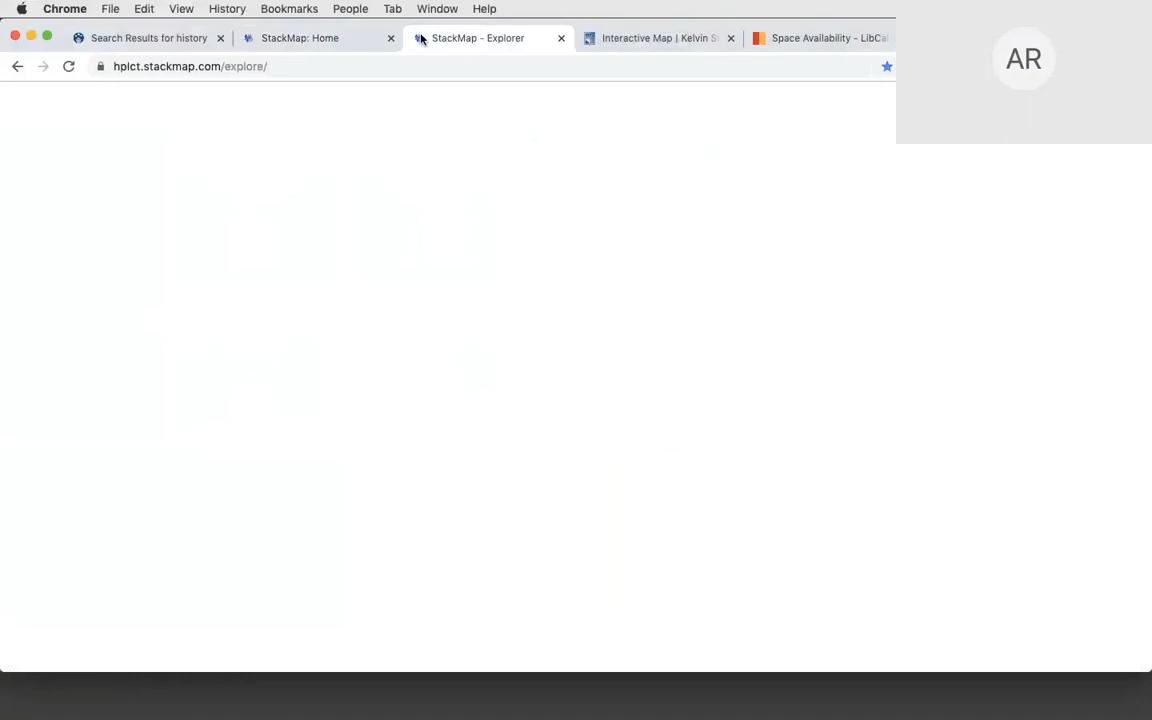 Chrome File Edit View History Bookmarks People Tab Window Help
Search Results for history StackMap: Home StackMap - Explorer Interactive Map | Kelvin S Space Availability - LibCal
hplct.stackmap.com/explore/
AR